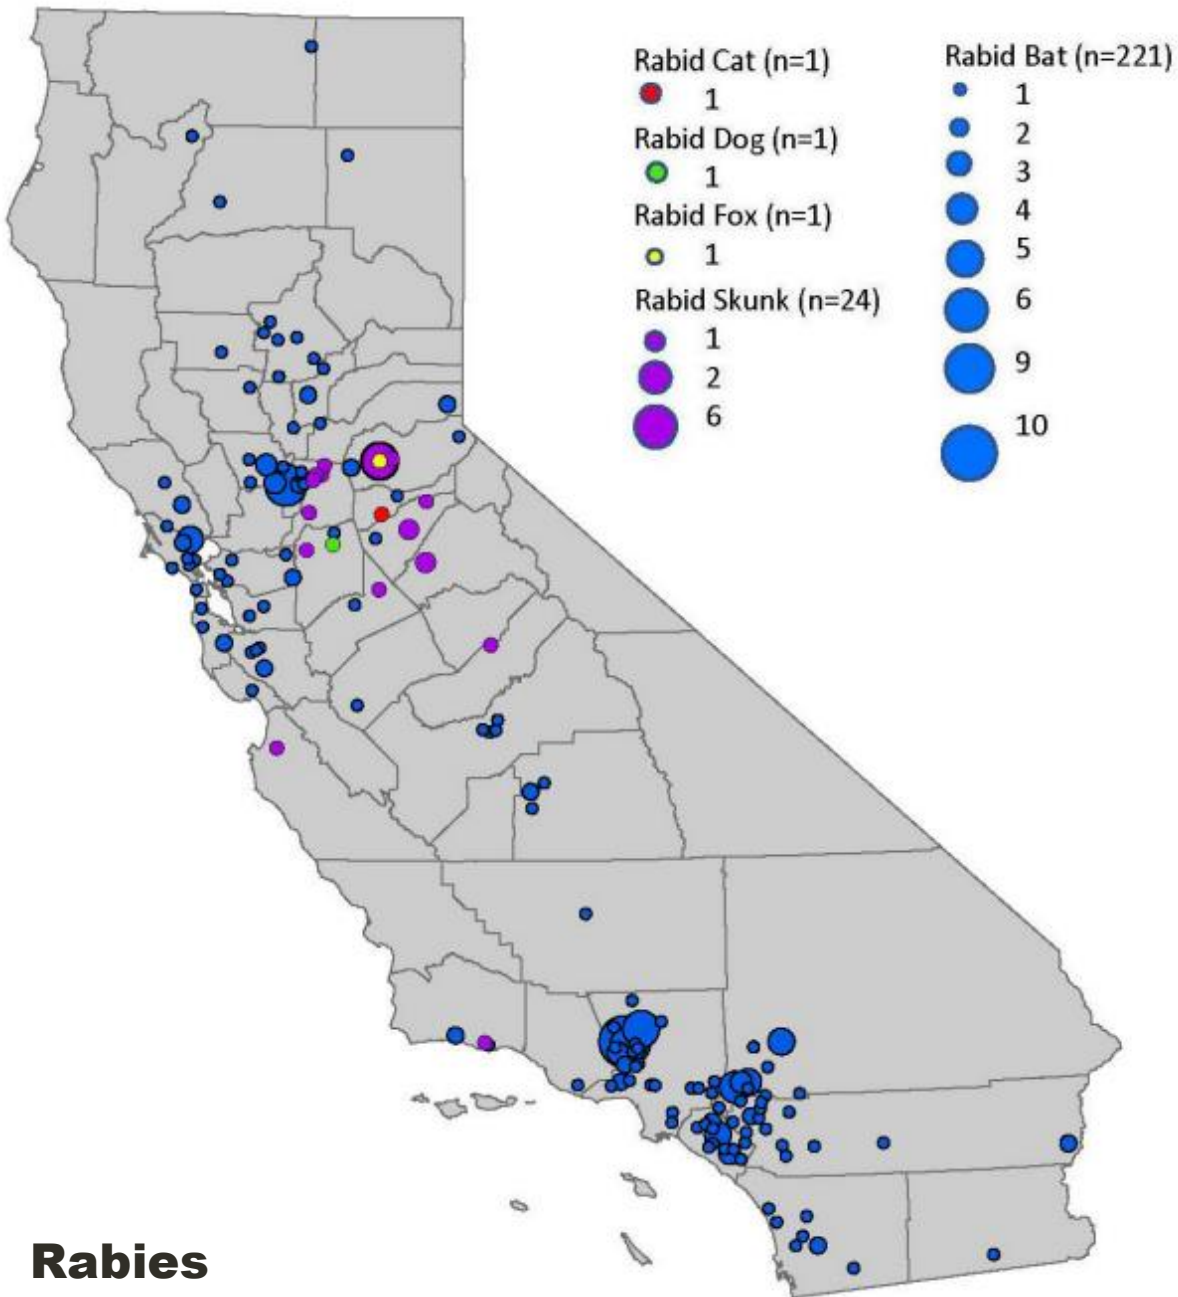 Rabid Cat (n=1)
1
Rabid Dog (n=1)
1
Rabid Fox (n=1)
1
Rabid Skunk (n=24)
1
2
6
Rabid Bat (n=221)
1
2
3
4
5
6
9
10
Rabies